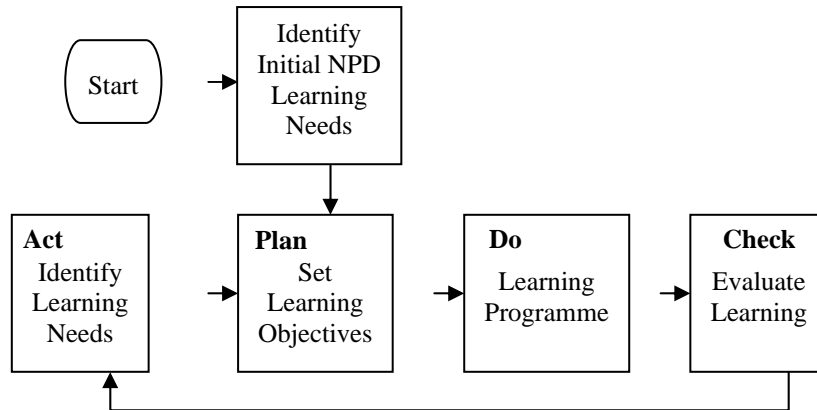 Start
Identify
Initial NPD
Learning
Needs
Act
Identify
Learning
Needs
Plan
Set
Learning
Objectives
Do
Learning
Programme
Check
Evaluate
Learning